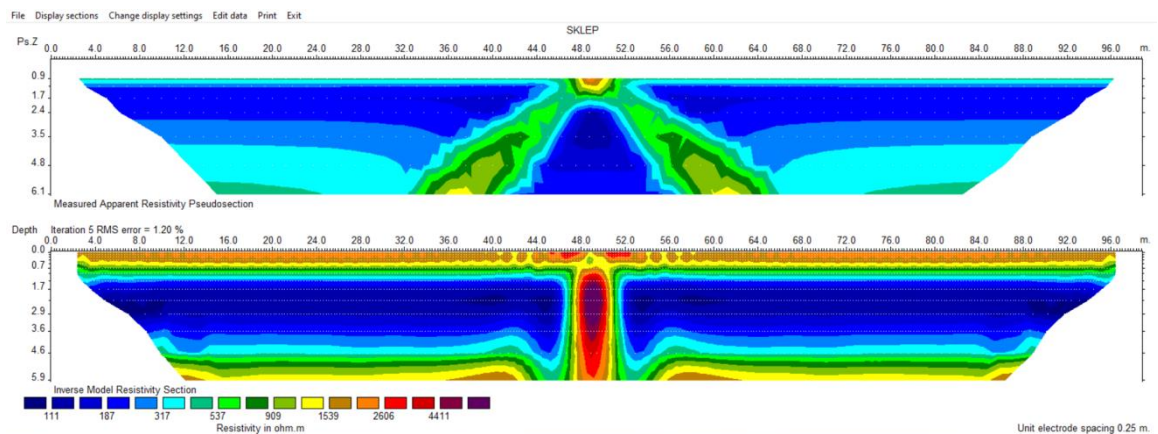 File Display sections Change display settings Edit data Print Exit
SKLEP
Ps.Z 0.0 4.0 8.0 12.0 16.0 20.0 24.0 28.0 32.0 36.0 40.0 44.0 48.0 52.0 56.0 60.0 64.0 68.0 72.0 76.0 80.0 84.0 88.0 92.0 96.0 m.
0.9
1.7
2.4
3.5
4.8
6.1
Measured Apparent Resistivity Pseudosection
Depth Iteration 5 RMS error = 1.20 %
0.0 4.0 8.0 12.0 16.0 20.0 24.0 28.0 32.0 36.0 40.0 44.0 48.0 52.0 56.0 60.0 64.0 68.0 72.0 76.0 80.0 84.0 88.0 92.0 96.0 m.
0.0
0.7
1.7
2.9
3.6
4.6
5.9
Inverse Model Resistivity Section
111 187 317 537 909 1539 2606 4411
Resistivity in ohm.m Unit electrode spacing 0.25 m.